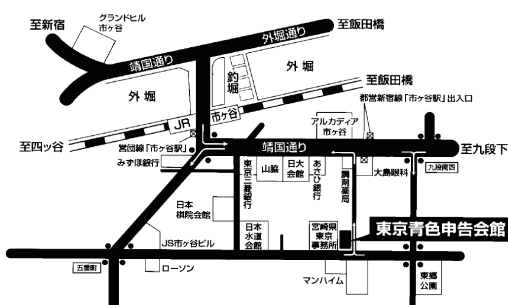 グランドヒル
市ヶ谷
至新宿
至飯田橋
外堀通り
靖国通り
釣堀
外堀
外堀
至飯田橋
都営新宿線「市ヶ谷駅」出入口
市ヶ谷
JR
アルカディア
市ヶ谷
至四ッ谷
営団線「市ヶ谷駅」
靖国通り
至九段下
みずほ銀行
東京三菱銀行
山脇
日大
会館
あさひ銀行
調剤薬局
大島眼科
九段南西
日本
棋院会館
日本
水道
会館
宮崎県
東京
事務所
東京青色申告会館
JS市ヶ谷ビル
五番町
ローソン
マンハイム
東郷
公園